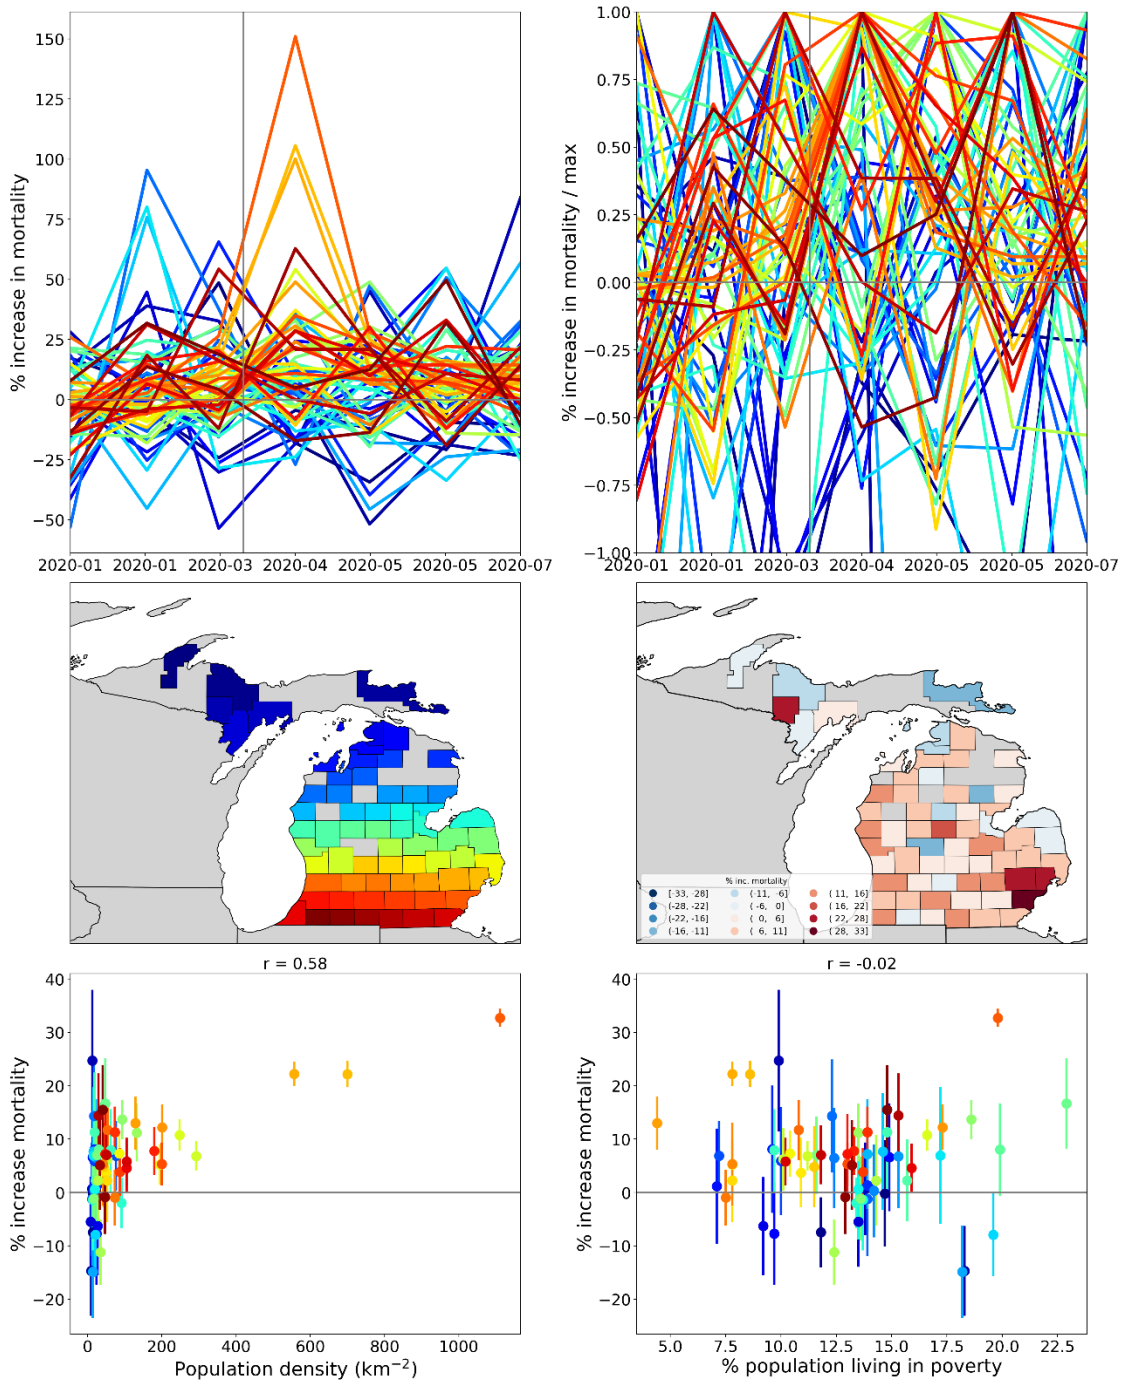 150
125
100
75
50
25
0
−25
−50
% increase in mortality
2020-01 2020-01 2020-03 2020-04 2020-05 2020-05 2020-07
1.00
0.75
0.50
0.25
0.00
−0.25
−0.50
−0.75
−1.00
% increase in mortality / max
2020-01 2020-01 2020-03 2020-04 2020-05 2020-05 2020-07
% inc. mortality
[-33, -28] (-11, -6] ( 11, 16]
(-28, -22] (-6, 0] ( 16, 22]
(-22, -16] ( 0, 6] ( 22, 28]
(-16, -11] ( 6, 11] ( 28, 33]
r = 0.58
40
30
20
10
0
−10
−20
% increase mortality
0 200 400 600 800 1000
Population density (km⁻²)
r = -0.02
40
30
20
10
0
−10
−20
% increase mortality
5.0 7.5 10.0 12.5 15.0 17.5 20.0 22.5
% population living in poverty